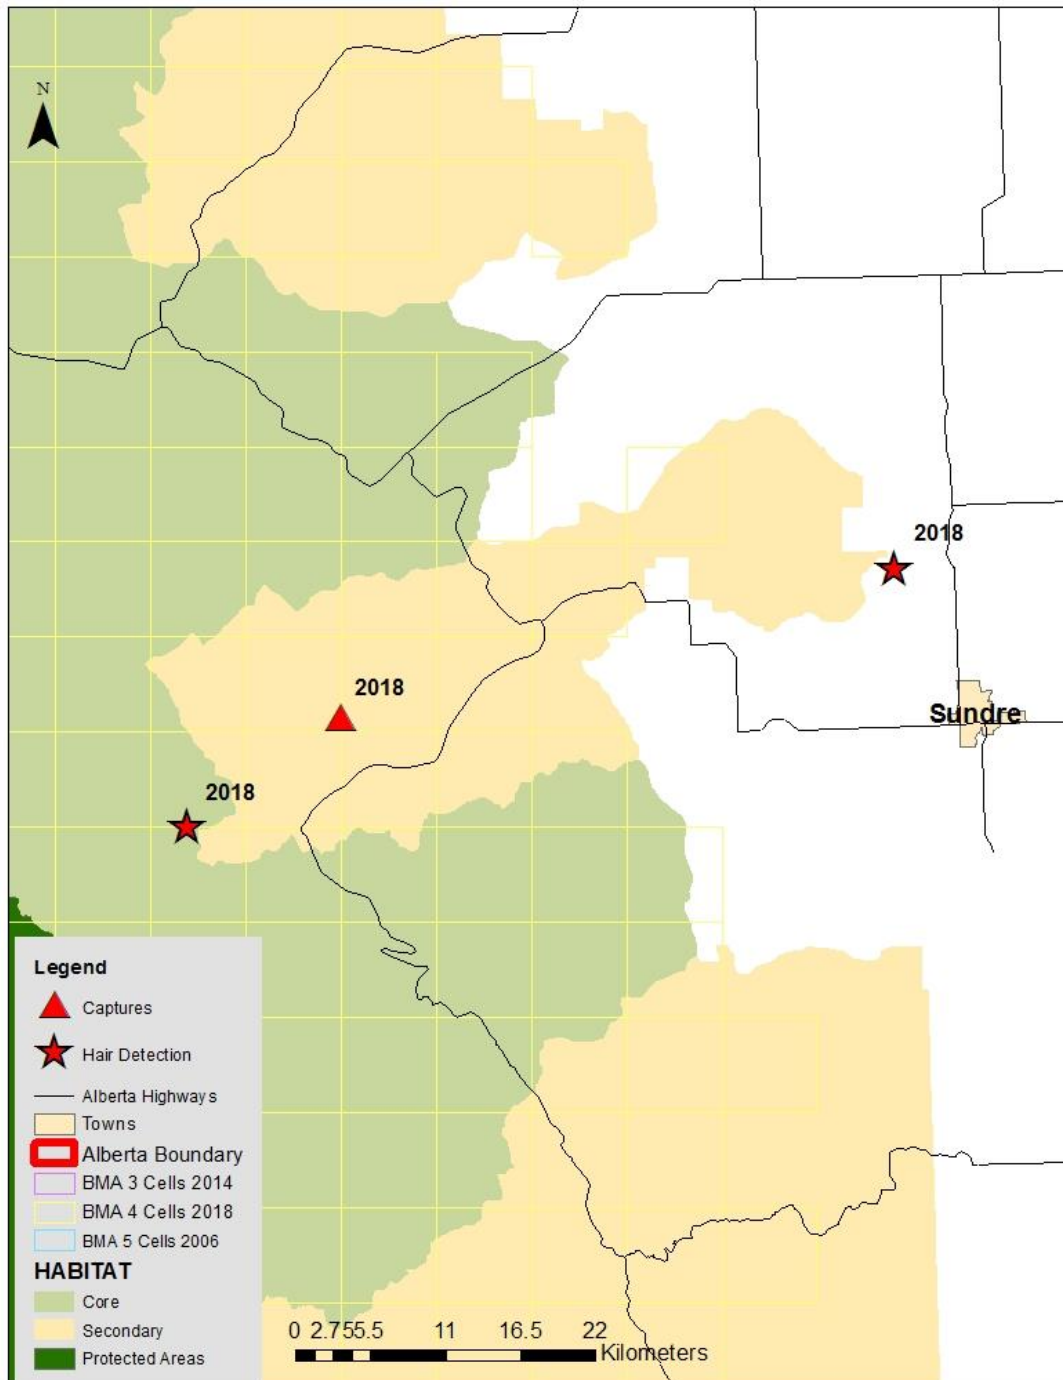 N
2018
Sundre
2018
2018
Legend
Captures
Hair Detection
Alberta Highways
Towns
Alberta Boundary
BMA 3 Cells 2014
BMA 4 Cells 2018
BMA 5 Cells 2006
HABITAT
Core
Secondary
Protected Areas
0 2.755.5 11 16.5 22
Kilometers